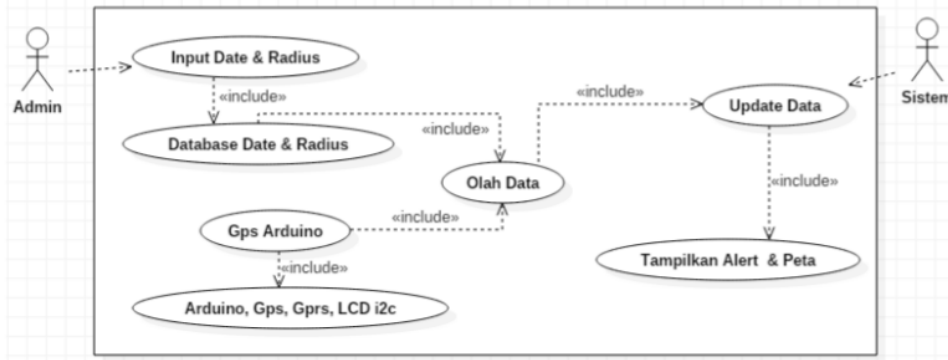 Input Date & Radius
Admin
«include»
Database Date & Radius
«include»
Olah Data
«include»
Update Data
Sistem
«include»
Gps Arduino
«include»
«include»
Arduino, Gps, Gprs, LCD i2c
Tampilkan Alert & Peta